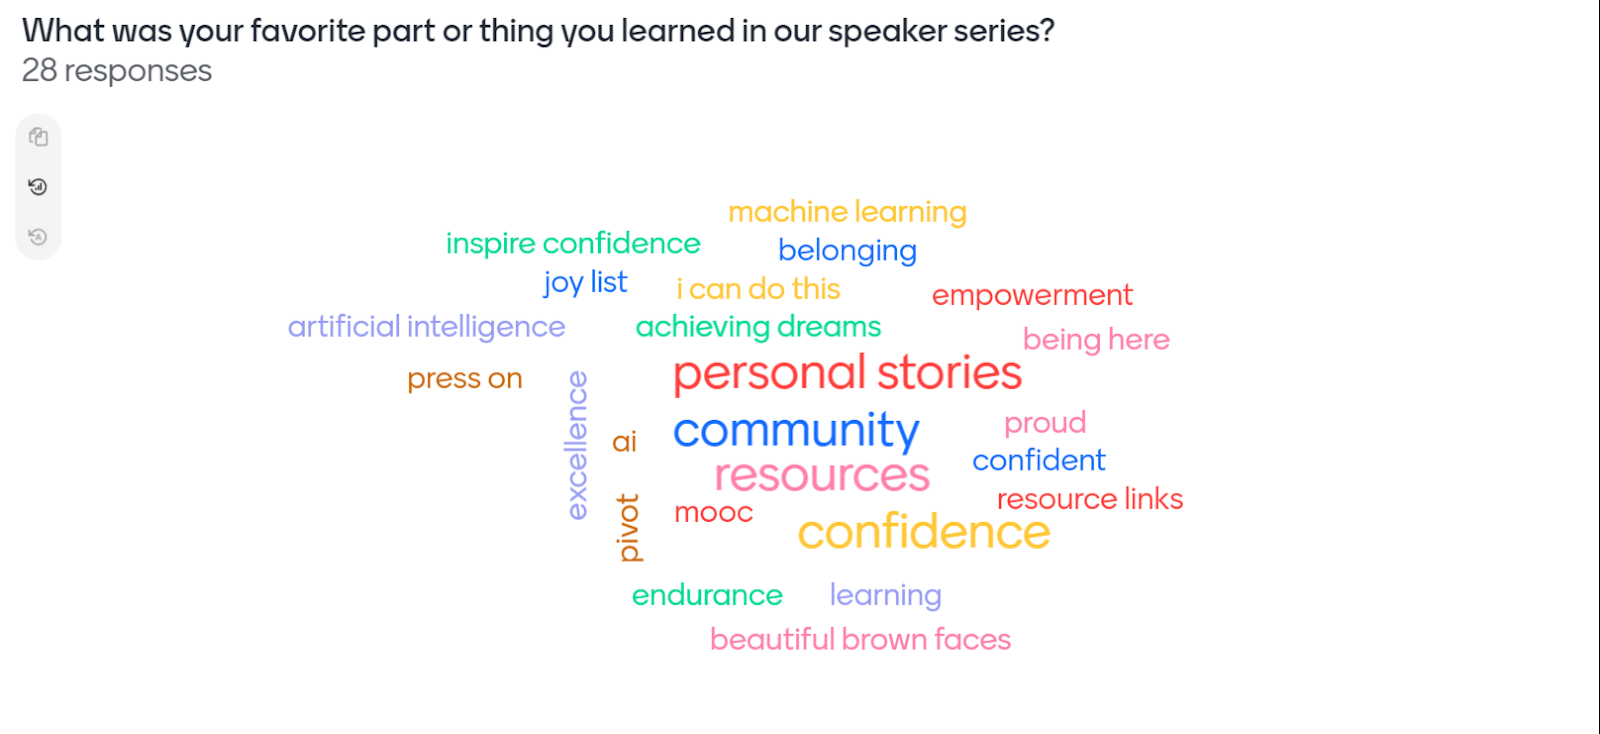 What was your favorite part or thing you learned in our speaker series?
28 responses
machine learning
inspire confidence
belonging
joy list
i can do this
empowerment
artificial intelligence
achieving dreams
being here
personal stories
press on
excellence
community
proud
ai
confident
resources
resource links
mooc
pivot
confidence
endurance
learning
beautiful brown faces